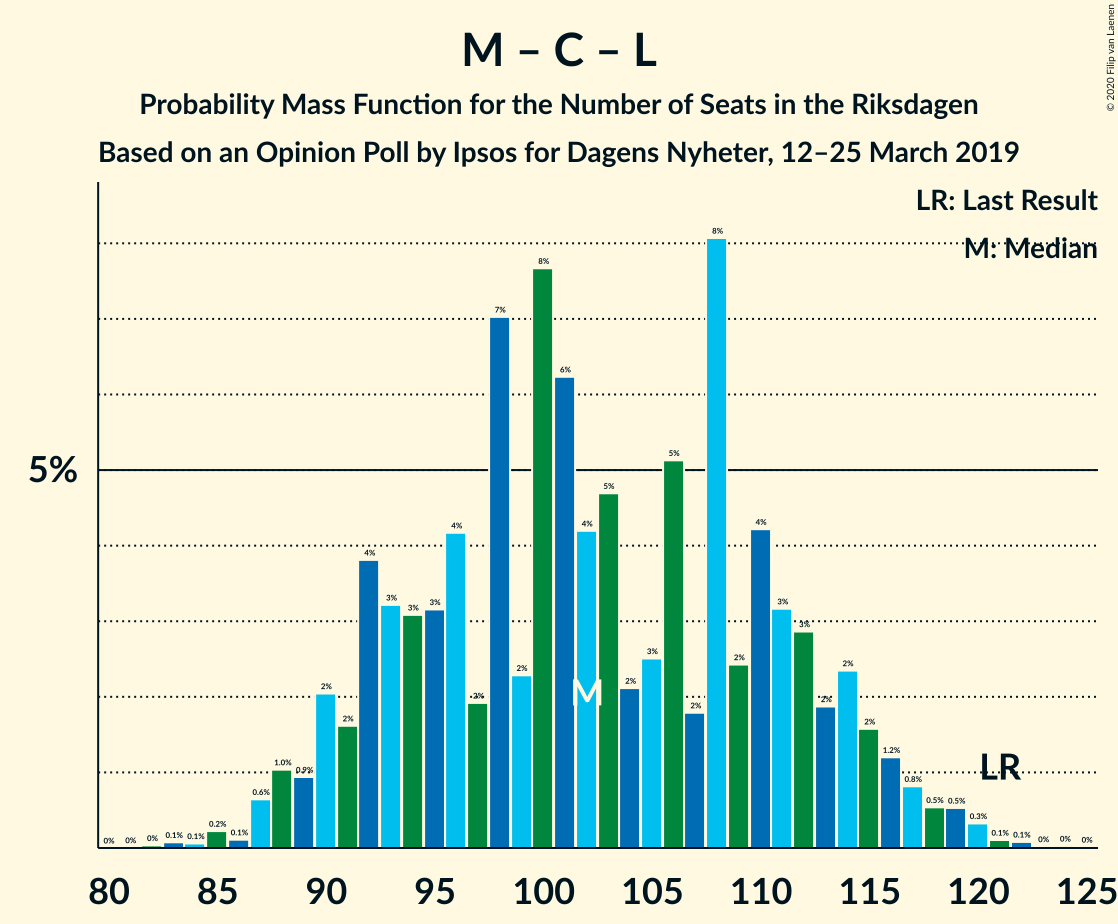 © 2020 Filip van Laenen
M – C – L
Probability Mass Function for the Number of Seats in the Riksdagen
Based on an Opinion Poll by Ipsos for Dagens Nyheter, 12–25 March 2019
LR: Last Result
M: Median
5%
0% 0% 0% 0.1% 0.1% 0.2% 0.1% 0.6% 1.0% 0.9% 2% 2% 4% 3% 3% 3% 4% 2% 7% 2% 8% 6% 4% 5% 2% 3% 5% 2% 8% 2% 4% 3% 3% 2% 2% 2% 1.2% 0.8% 0.5% 0.5% 0.3% 0.1% 0.1% 0% 0% 0%
M
LR
80 85 90 95 100 105 110 115 120 125